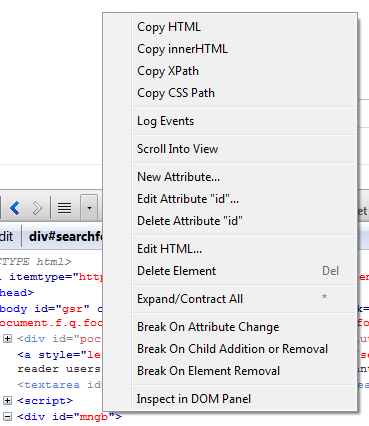 Copy HTML
Copy innerHTML
Copy XPath
Copy CSS Path
Log Events
Scroll Into View
New Attribute...
Edit Attribute "id"...
Delete Attribute "id"
Edit HTML...
Delete Element Del
Expand/Contract All *
Break On Attribute Change
Break On Child Addition or Removal
Break On Element Removal
Inspect in DOM Panel
et
dit div#searchfo
CTYPE html>
l itemtype="http
head>
body id="gsr" k=
ocument.f.q.foc
<div id="poc
<a style="le
reader users
<textarea id=
<script>
<div id="mngb">